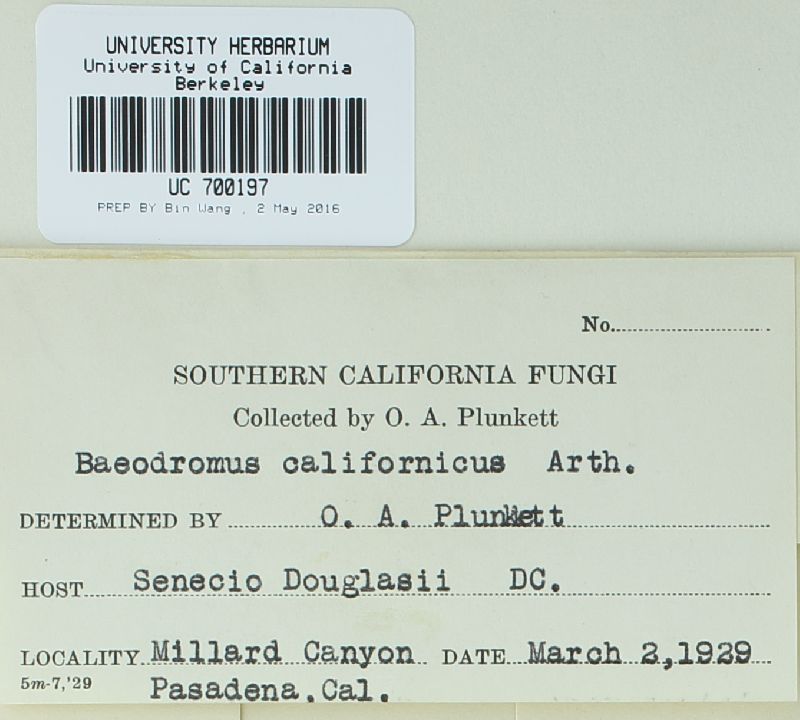 UNIVERSITY HERBARIUM
University of California
Berkeley
UC 700197
PREP BY Bin Wang , 2 May 2016
No.
SOUTHERN CALIFORNIA FUNGI
Collected by O. A. Plunkett
Baeodromus californicus Arth.
DETERMINED BY O. A. Plunkett
HOST Senecio Douglasii DC.
LOCALITY Millard Canyon DATE March 2,1929
5m-7,'29 Pasadena,Cal.